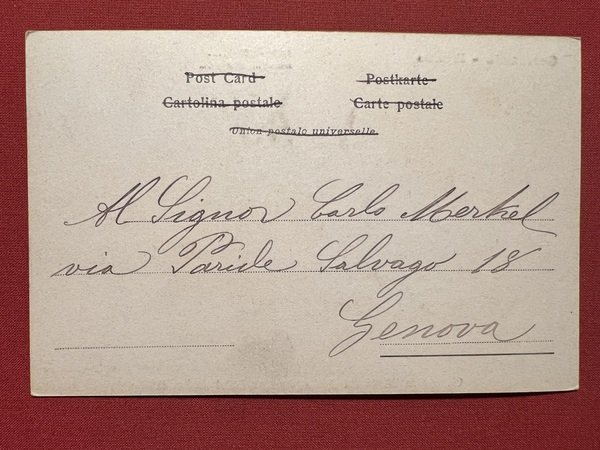 Post Card Postkarte
Cartolina postale Carte postale
Union postale universelle.
Al Signor Carlo Merkel
via Paride Salvago 18
Genova